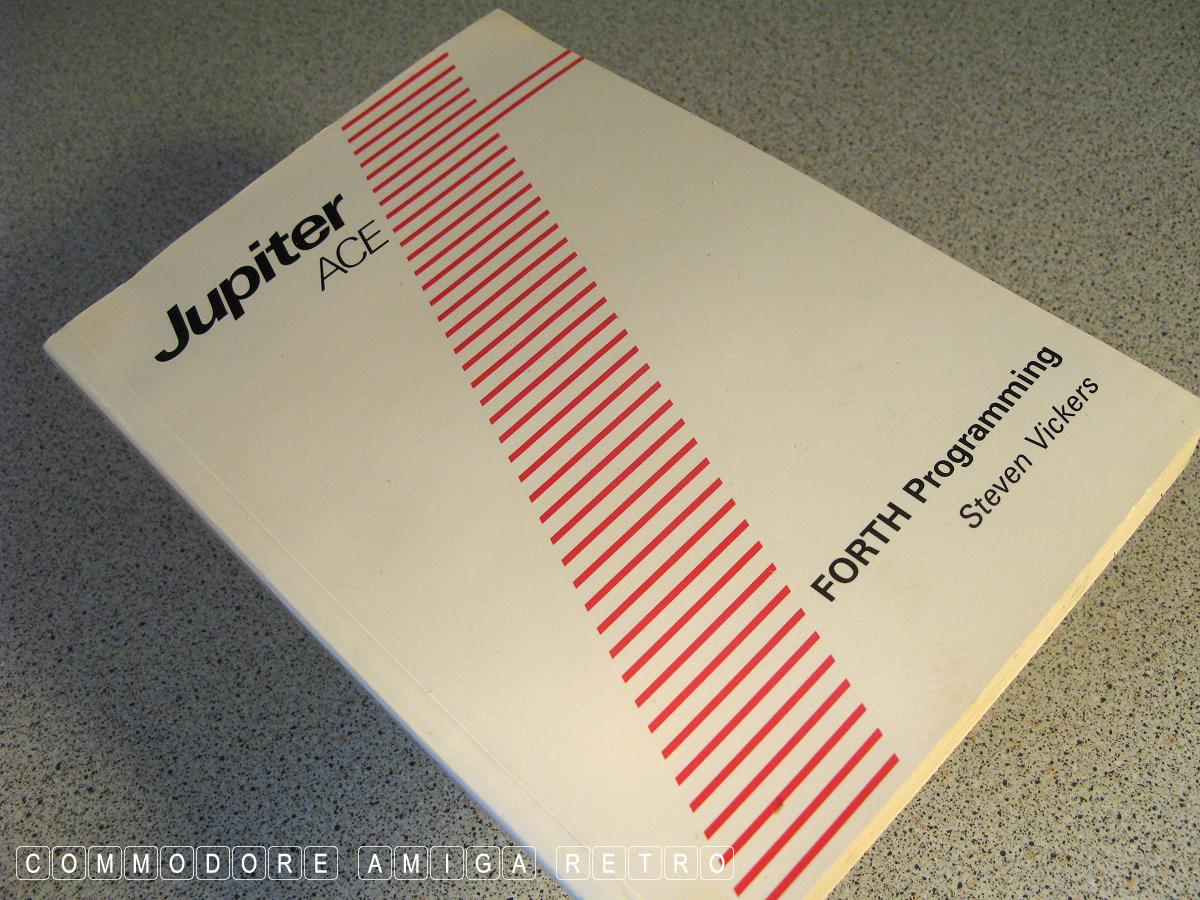 Jupiter
ACE
FORTH Programming
Steven Vickers
COMMODORE AMIGA RETRO